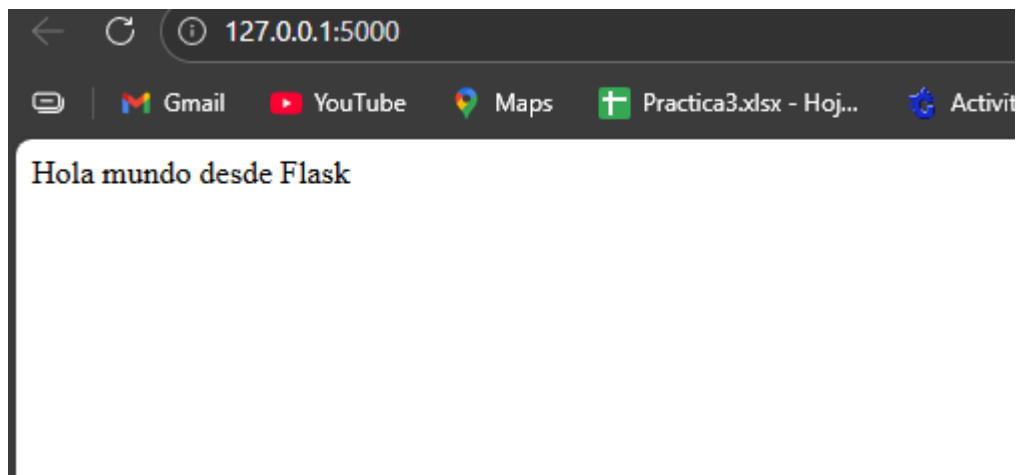 127.0.0.1:5000
Gmail YouTube Maps Practica3.xlsx - Hoj... Activit
Hola mundo desde Flask